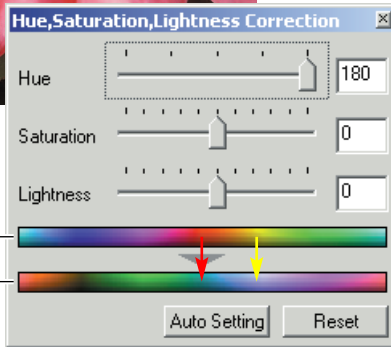 Hue,Saturation,Lightness Correction
Hue 180
Saturation 0
Lightness 0
Auto Setting Reset